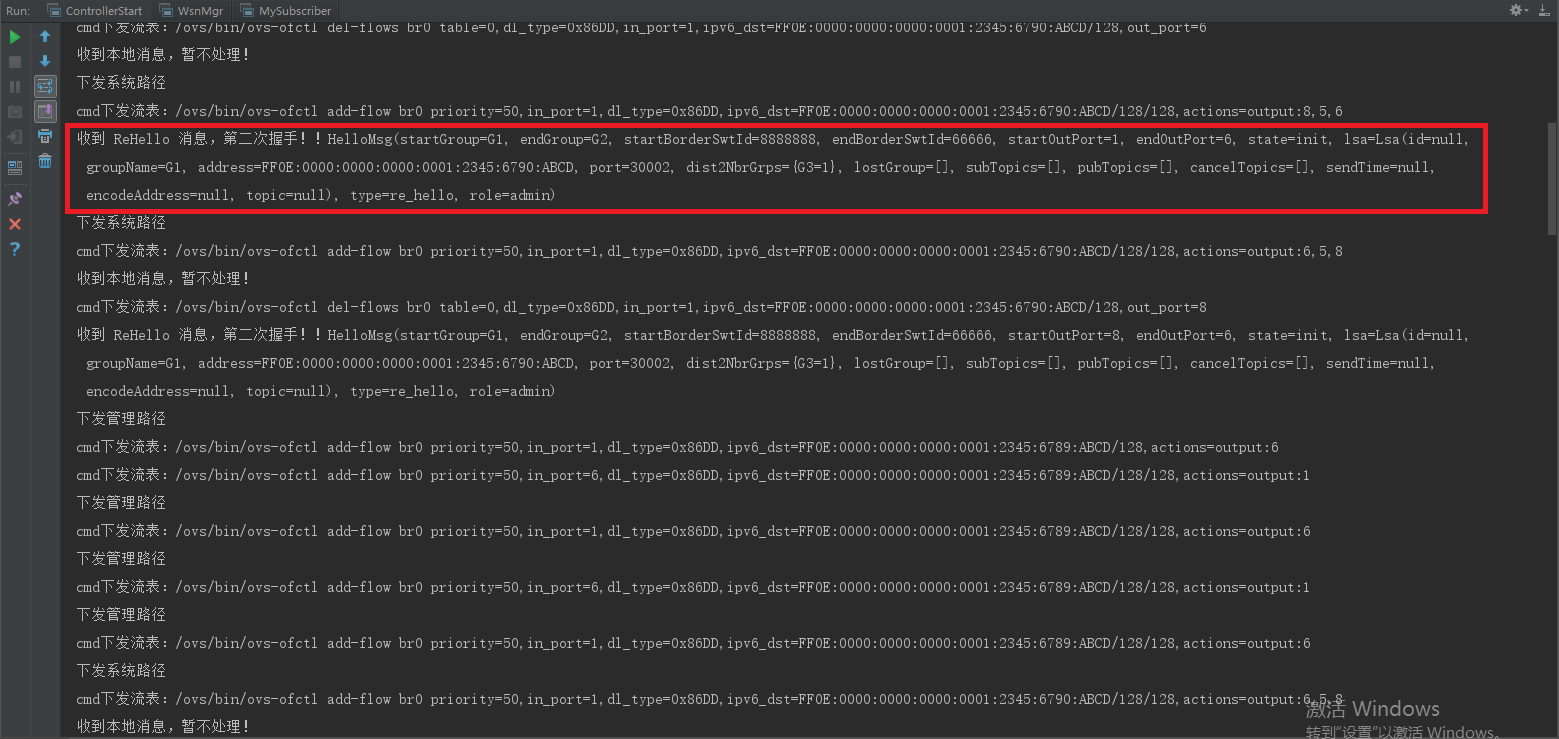 Run: ControllerStart WsnMgr MySubscriber
cmd下发流表：/ovs/bin/ovs-ofctl del-flows br0 table=0,dl_type=0x86DD,in_port=1,ipv6_dst=FF0E:0000:0000:0000:0001:2345:6790:ABCD/128,out_port=6
收到本地消息，暂不处理！
下发系统路径
cmd下发流表：/ovs/bin/ovs-ofctl add-flow br0 priority=50,in_port=1,dl_type=0x86DD,ipv6_dst=FF0E:0000:0000:0000:0001:2345:6790:ABCD/128/128,actions=output:8,5,6
收到 ReHello 消息，第二次握手！！HelloMsg(startGroup=G1, endGroup=G2, startBorderSwtId=8888888, endBorderSwtId=66666, startOutPort=1, endOutPort=6, state=init, lsa=Lsa(id=null,
groupName=G1, address=FF0E:0000:0000:0000:0001:2345:6790:ABCD, port=30002, dist2NbrGrps={G3=1}, lostGroup=[], subTopics=[], pubTopics=[], cancelTopics=[], sendTime=null,
encodeAddress=null, topic=null), type=re_hello, role=admin)
下发系统路径
cmd下发流表：/ovs/bin/ovs-ofctl add-flow br0 priority=50,in_port=1,dl_type=0x86DD,ipv6_dst=FF0E:0000:0000:0000:0001:2345:6790:ABCD/128/128,actions=output:6,5,8
收到本地消息，暂不处理！
cmd下发流表：/ovs/bin/ovs-ofctl del-flows br0 table=0,dl_type=0x86DD,in_port=1,ipv6_dst=FF0E:0000:0000:0000:0001:2345:6790:ABCD/128,out_port=8
收到 ReHello 消息，第二次握手！！HelloMsg(startGroup=G1, endGroup=G2, startBorderSwtId=8888888, endBorderSwtId=66666, startOutPort=8, endOutPort=6, state=init, lsa=Lsa(id=null,
groupName=G1, address=FF0E:0000:0000:0000:0001:2345:6790:ABCD, port=30002, dist2NbrGrps={G3=1}, lostGroup=[], subTopics=[], pubTopics=[], cancelTopics=[], sendTime=null,
encodeAddress=null, topic=null), type=re_hello, role=admin)
下发管理路径
cmd下发流表：/ovs/bin/ovs-ofctl add-flow br0 priority=50,in_port=1,dl_type=0x86DD,ipv6_dst=FF0E:0000:0000:0000:0001:2345:6789:ABCD/128,actions=output:6
cmd下发流表：/ovs/bin/ovs-ofctl add-flow br0 priority=50,in_port=6,dl_type=0x86DD,ipv6_dst=FF0E:0000:0000:0000:0001:2345:6789:ABCD/128,actions=output:1
下发管理路径
cmd下发流表：/ovs/bin/ovs-ofctl add-flow br0 priority=50,in_port=1,dl_type=0x86DD,ipv6_dst=FF0E:0000:0000:0000:0001:2345:6789:ABCD/128/128,actions=output:6
下发管理路径
cmd下发流表：/ovs/bin/ovs-ofctl add-flow br0 priority=50,in_port=6,dl_type=0x86DD,ipv6_dst=FF0E:0000:0000:0000:0001:2345:6789:ABCD/128/128,actions=output:1
下发管理路径
cmd下发流表：/ovs/bin/ovs-ofctl add-flow br0 priority=50,in_port=1,dl_type=0x86DD,ipv6_dst=FF0E:0000:0000:0000:0001:2345:6789:ABCD/128/128,actions=output:6
下发系统路径
cmd下发流表：/ovs/bin/ovs-ofctl add-flow br0 priority=50,in_port=1,dl_type=0x86DD,ipv6_dst=FF0E:0000:0000:0000:0001:2345:6790:ABCD/128/128,actions=output:6,5,8
激活 Windows
收到本地消息，暂不处理！
转到“设置”以激活 Windows。